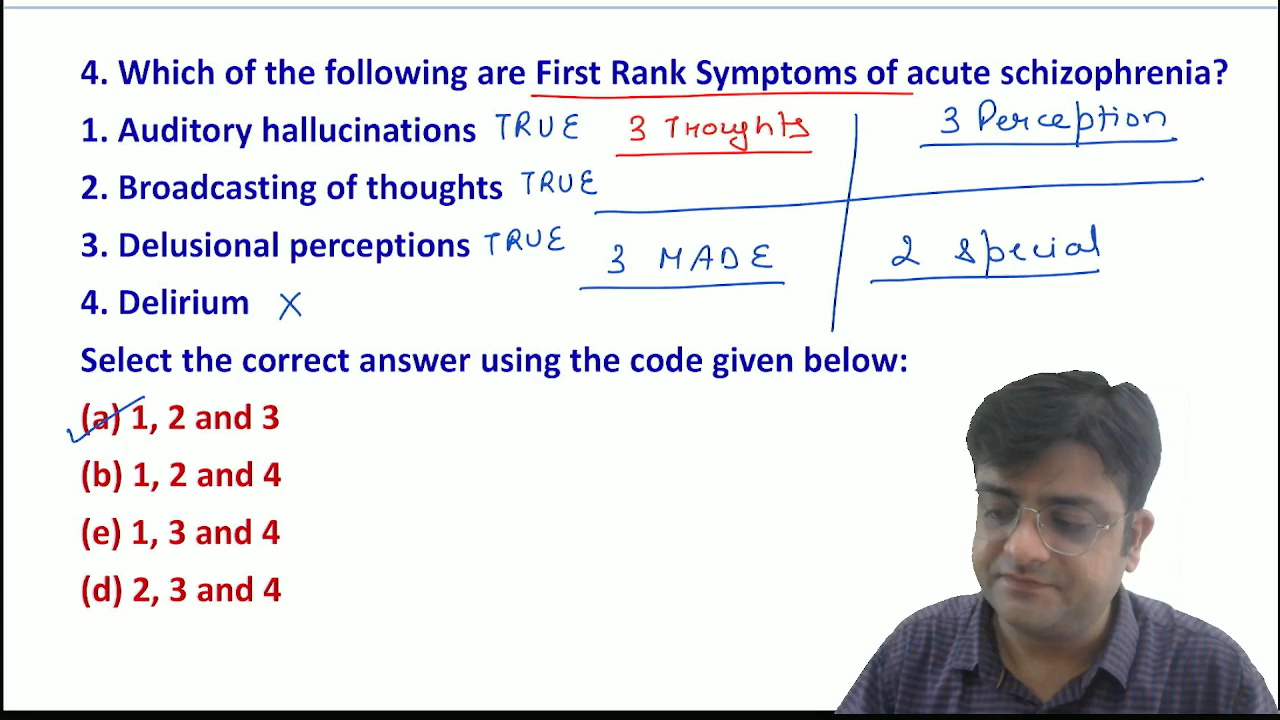 4. Which of the following are First Rank Symptoms of acute schizophrenia?
1. Auditory hallucinations TRUE 3 THoughts 3 Perception
2. Broadcasting of thoughts TRUE
3. Delusional perceptions TRUE 3 MADE 2 special
4. Delirium X
Select the correct answer using the code given below:
(a) 1, 2 and 3
(b) 1, 2 and 4
(e) 1, 3 and 4
(d) 2, 3 and 4